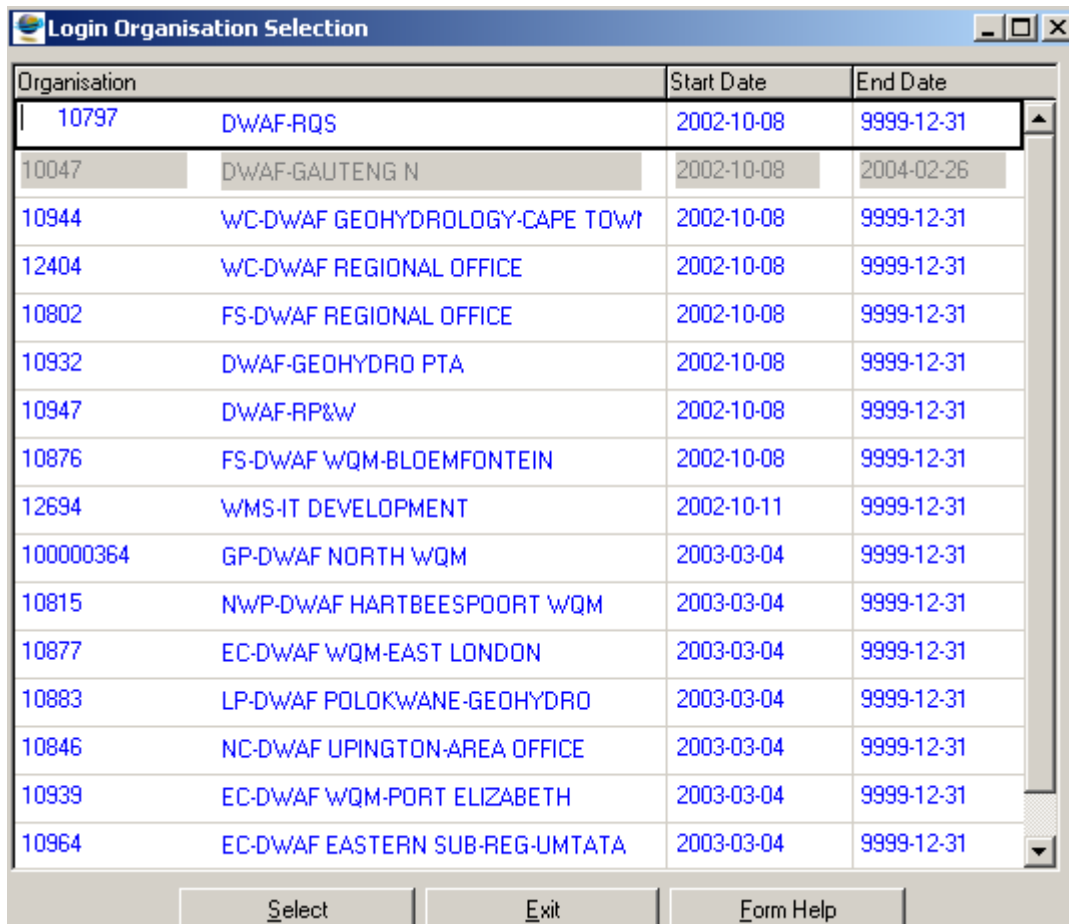 Login Organisation Selection
Organisation Start Date End Date
10797 DWAF-RQS 2002-10-08 9999-12-31
10047 DWAF-GAUTENG N 2002-10-08 2004-02-26
10944 WC-DWAF GEOHYDROLOGY-CAPE TOWN 2002-10-08 9999-12-31
12404 WC-DWAF REGIONAL OFFICE 2002-10-08 9999-12-31
10802 FS-DWAF REGIONAL OFFICE 2002-10-08 9999-12-31
10932 DWAF-GEOHYDRO PTA 2002-10-08 9999-12-31
10947 DWAF-RP&W 2002-10-08 9999-12-31
10876 FS-DWAF WQM-BLOEMFONTEIN 2002-10-08 9999-12-31
12694 WMS-IT DEVELOPMENT 2002-10-11 9999-12-31
100000364 GP-DWAF NORTH WQM 2003-03-04 9999-12-31
10815 NWP-DWAF HARTBEESPOORT WQM 2003-03-04 9999-12-31
10877 EC-DWAF WQM-EAST LONDON 2003-03-04 9999-12-31
10883 LP-DWAF POLOKWANE-GEOHYDRO 2003-03-04 9999-12-31
10846 NC-DWAF UPINGTON-AREA OFFICE 2003-03-04 9999-12-31
10939 EC-DWAF WQM-PORT ELIZABETH 2003-03-04 9999-12-31
10964 EC-DWAF EASTERN SUB-REG-UMTATA 2003-03-04 9999-12-31
Select Exit Form Help